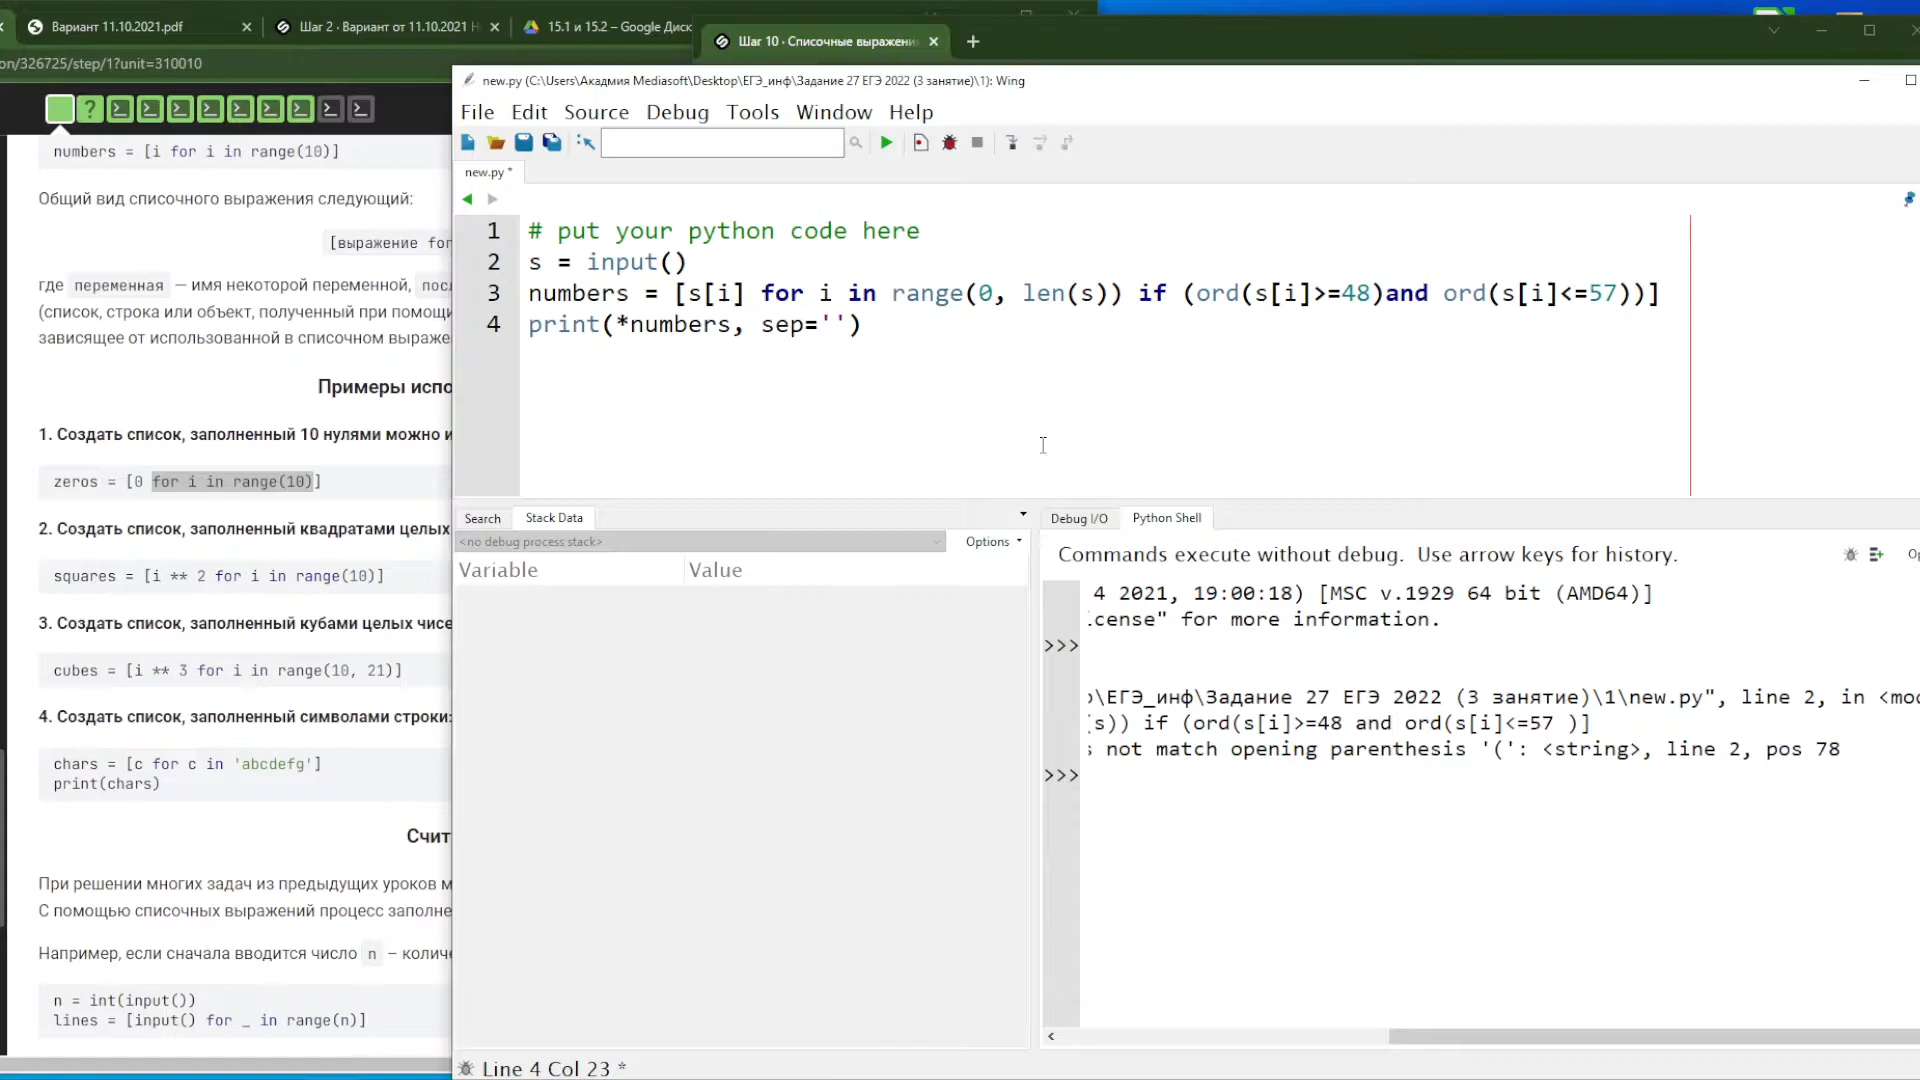 Вариант 11.10.2021.pdf
Шаг 2 · Вариант от 11.10.2021
15.1 и 15.2 – Google Диск
Шаг 10 · Списочные выражени
on/326725/step/1?unit=310010
new.py (C:\Users\Акадмия Mediasoft\Desktop\ЕГЭ_инф\Задание 27 ЕГЭ 2022 (3 занятие)\1): Wing
File Edit Source Debug Tools Window Help
new.py *
1 # put your python code here
2 s = input()
3 numbers = [s[i] for i in range(0, len(s)) if (ord(s[i]>=48)and ord(s[i]<=57))]
4 print(*numbers, sep='')
numbers = [i for i in range(10)]
Общий вид списочного выражения следующий:
[выражение for
где переменная — имя некоторой переменной,
(список, строка или объект, полученный при помощи
зависящее от использованной в списочном
Примеры
1. Создать список, заполненный 10 нулями можно и
zeros = [0 for i in range(10)]
2. Создать список, заполненный квадратами целых
squares = [i ** 2 for i in range(10)]
3. Создать список, заполненный кубами целых
cubes = [i ** 3 for i in range(10, 21)]
4. Создать список, заполненный символами строки:
chars = [c for c in 'abcdefg']
print(chars)
Счит
При решении многих задач из предыдущих уроков
С помощью списочных выражений процесс
Например, если сначала вводится число n –
n = int(input())
lines = [input() for _ in range(n)]
Search Stack Data
<no debug process stack> Options
Variable Value
Debug I/O Python Shell
Commands execute without debug. Use arrow keys for history.
4 2021, 19:00:18) [MSC v.1929 64 bit (AMD64)]
icense" for more information.
>>>
\ЕГЭ_инф\Задание 27 ЕГЭ 2022 (3 занятие)\1\new.py", line 2, in <mo
(s)) if (ord(s[i]>=48 and ord(s[i]<=57 )]
not match opening parenthesis '(': <string>, line 2, pos 78
>>>
Line 4 Col 23 *